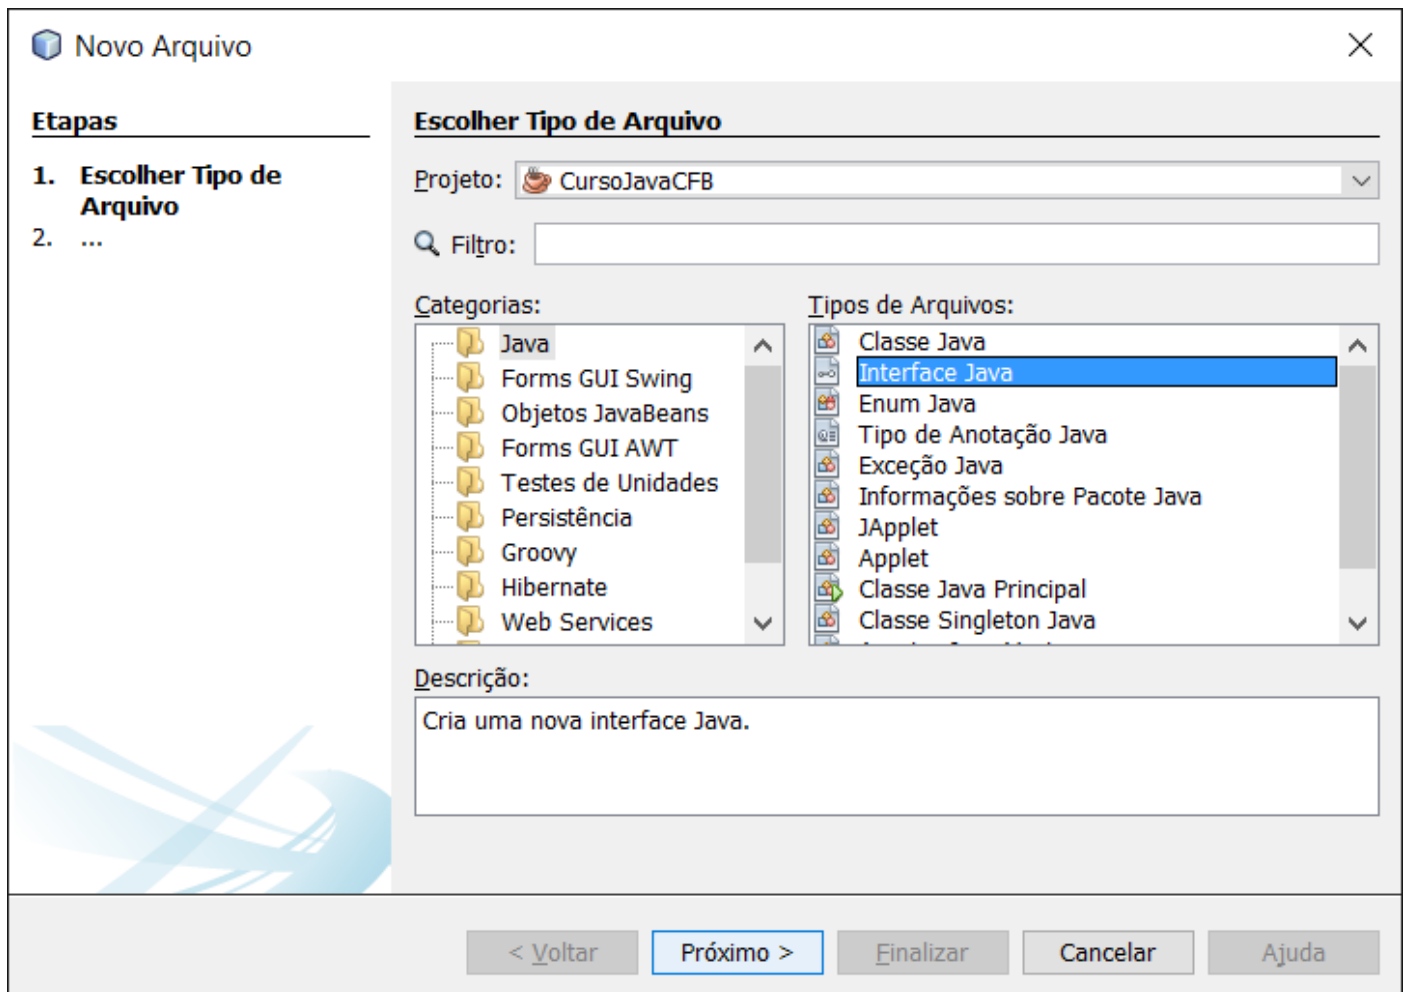 Novo Arquivo
Etapas
1. Escolher Tipo de
Arquivo
2. ...
Escolher Tipo de Arquivo
Projeto: CursoJavaCFB
Filtro:
Categorias:
Java
Forms GUI Swing
Objetos JavaBeans
Forms GUI AWT
Testes de Unidades
Persistência
Groovy
Hibernate
Web Services
Tipos de Arquivos:
Classe Java
Interface Java
Enum Java
Tipo de Anotação Java
Exceção Java
Informações sobre Pacote Java
JApplet
Applet
Classe Java Principal
Classe Singleton Java
Descrição:
Cria uma nova interface Java.
< Voltar
Próximo >
Finalizar
Cancelar
Ajuda